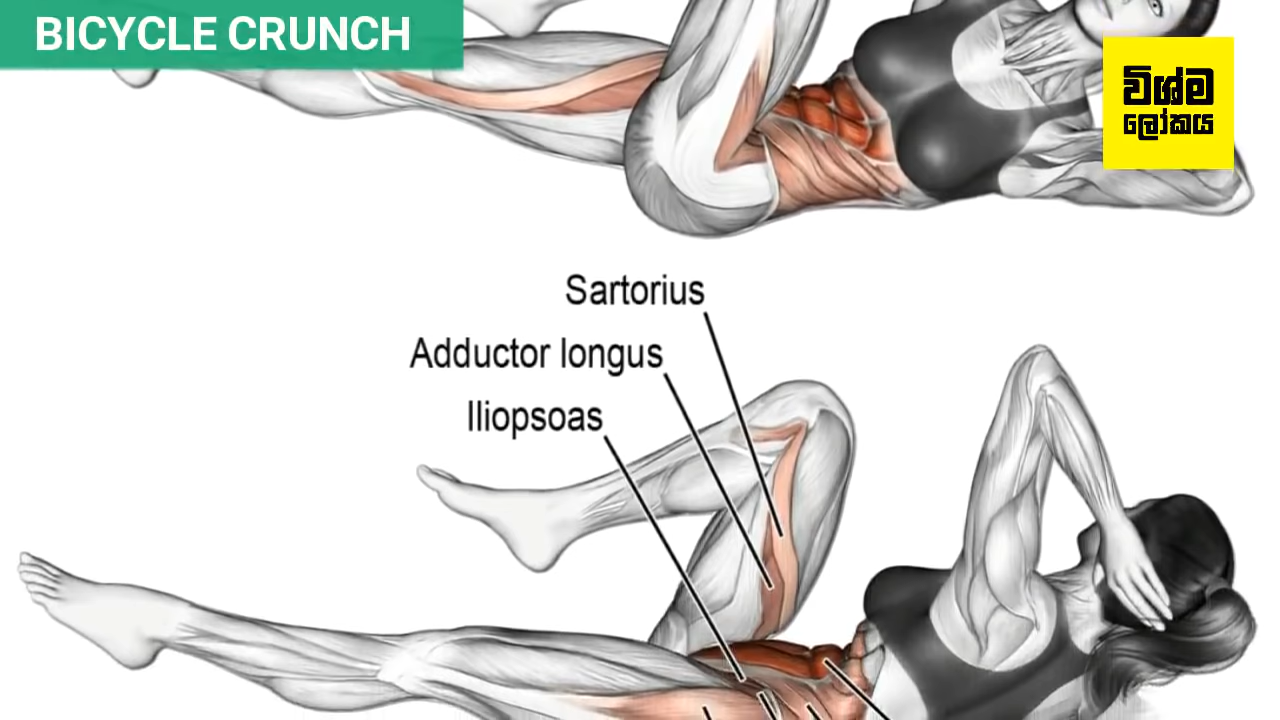 BICYCLE CRUNCH
විශ්ම
ලෝකය
Sartorius
Adductor longus
Iliopsoas